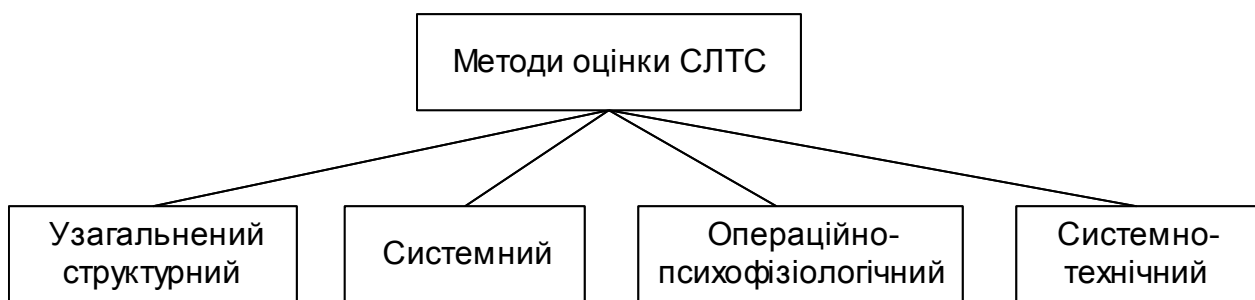 Методи оцінки СЛТС
Узагальнений
структурний
Системний
Операційно-
психофізіологічний
Системно-
технічний